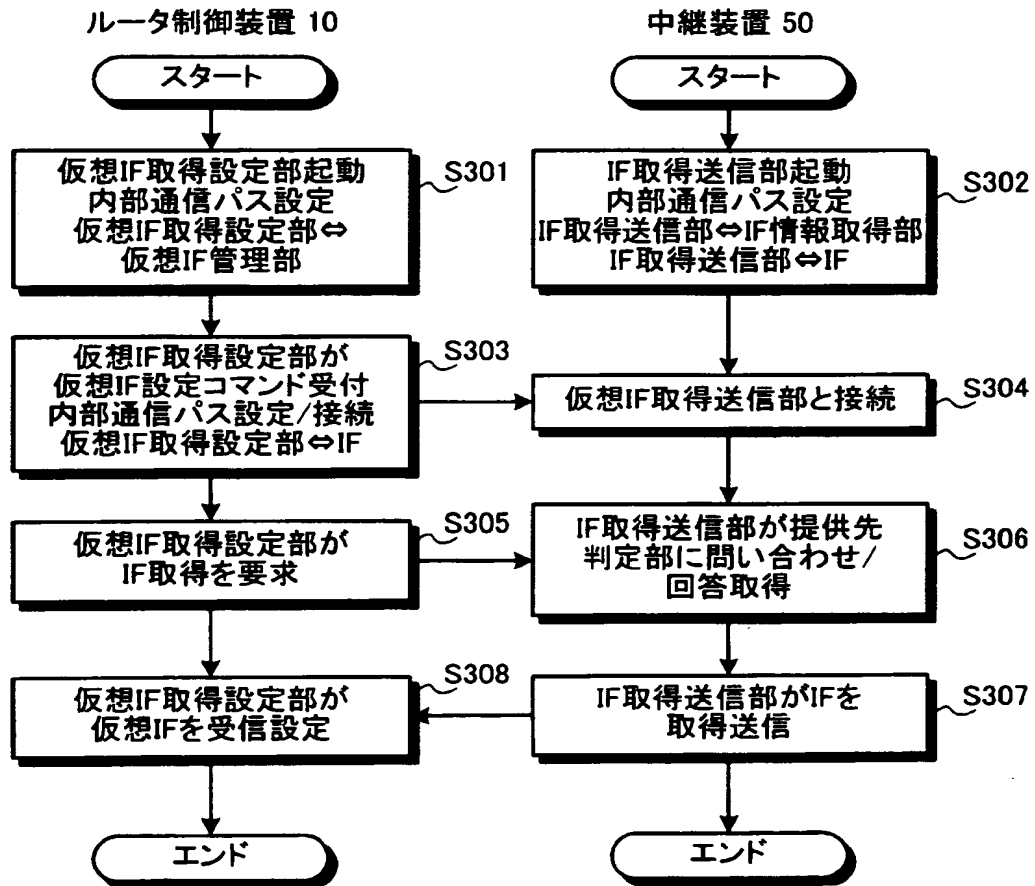 ルータ制御装置 10
中継装置 50
スタート
スタート
仮想IF取得設定部起動
内部通信パス設定
仮想IF取得設定部⇔
仮想IF管理部
S301
IF取得送信部起動
内部通信パス設定
IF取得送信部⇔IF情報取得部
IF取得送信部⇔IF
S302
仮想IF取得設定部が
仮想IF設定コマンド受付
内部通信パス設定/接続
仮想IF取得設定部⇔IF
S303
仮想IF取得送信部と接続
S304
仮想IF取得設定部が
IF取得を要求
S305
IF取得送信部が提供先
判定部に問い合わせ/
回答取得
S306
仮想IF取得設定部が
仮想IFを受信設定
S308
IF取得送信部がIFを
取得送信
S307
エンド
エンド